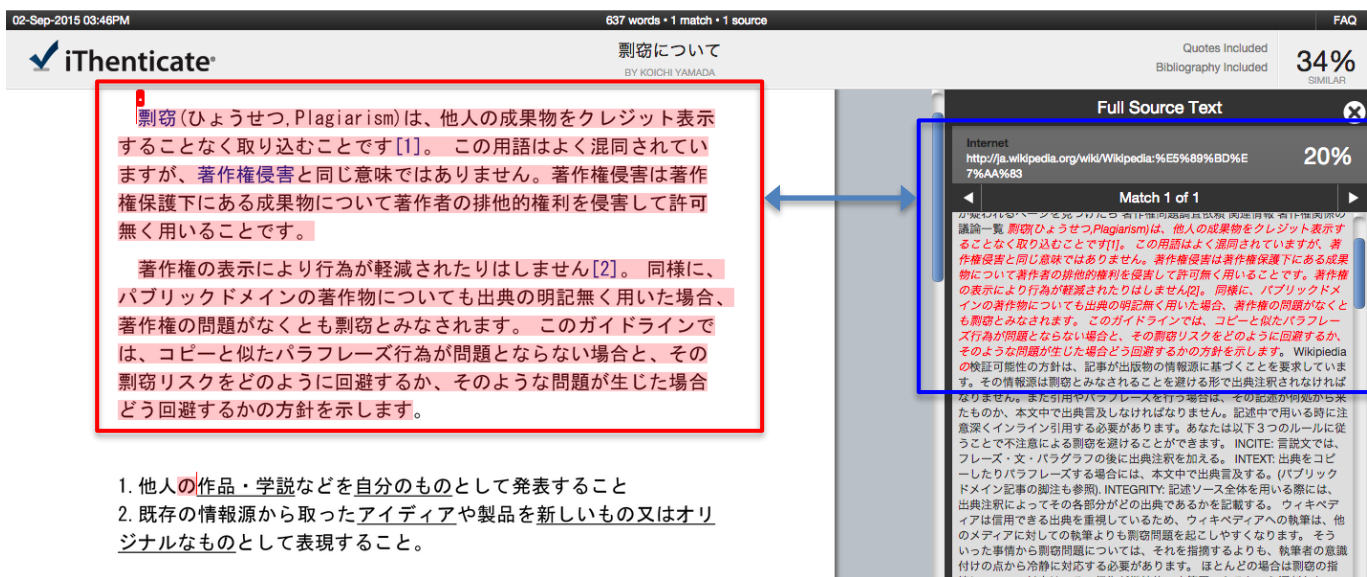 02-Sep-2015 03:46PM
637 words • 1 match • 1 source
FAQ
iThenticate®
剽窃について
BY KOICHI YAMADA
Quotes Included
Bibliography Included
34%
SIMILAR
剽窃(ひょうせつ,Plagiarism)は、他人の成果物をクレジット表示
することなく取り込むことです[1]。 この用語はよく混同されてい
ますが、著作権侵害と同じ意味ではありません。著作権侵害は著作
権保護下にある成果物について著作者の排他的権利を侵害して許可
無く用いることです。
著作権の表示により行為が軽減されたりはしません[2]。 同様に、
パブリックドメインの著作物についても出典の明記無く用いた場合、
著作権の問題がなくとも剽窃とみなされます。 このガイドラインで
は、コピーと似たパラフレーズ行為が問題とならない場合と、その
剽窃リスクをどのように回避するか、そのような問題が生じた場合
どう回避するかの方針を示します。
1. 他人の作品・学説などを自分のものとして発表すること
2. 既存の情報源から取ったアイディアや製品を新しいもの又はオリ
ジナルなものとして表現すること。
Full Source Text
Internet
http://ja.wikipedia.org/wiki/Wikipedia:%E5%89%BD%E
7%AA%83
20%
Match 1 of 1
が疑われるページを見つけたら 著作権問題調査依頼 関連情報 著作権関係の
議論一覧 剽窃(ひょうせつ,Plagiarism)は、他人の成果物をクレジット表示す
ることなく取り込むことです[1]。 この用語はよく混同されていますが、著
作権侵害と同じ意味ではありません。著作権侵害は著作権保護下にある成果
物について著作者の排他的権利を侵害して許可無く用いることです。著作権
の表示により行為が軽減されたりはしません[2]。 同様に、パブリックドメ
インの著作物についても出典の明記無く用いた場合、著作権の問題がなくと
も剽窃とみなされます。 このガイドラインでは、コピーと似たパラフレー
ズ行為が問題とならない場合と、その剽窃リスクをどのように回避するか、
そのような問題が生じた場合どう回避するかの方針を示します。 Wikipedia
の検証可能性の方針は、記事が出版物の情報源に基づくことを要求していま
す。その情報源は剽窃とみなされることを避ける形で出典注釈されなければ
なりません。また引用やパラフレーズを行う場合は、その記述が何処から来
たものか、本文中で出典言及しなければなりません。記述中で用いる時に注
意深くインライン引用する必要があります。あなたは以下３つのルールに従
うことで不注意による剽窃を避けることができます。 INCITE: 言説文では、
フレーズ・文・パラグラフの後に出典注釈を加える。 INTEXT: 出典をコピ
ーしたりパラフレーズする場合には、本文中で出典言及する。(パブリック
ドメイン記事の脚注も参照). INTEGRITY: 記述ソース全体を用いる際には、
出典注釈によってその各部分がどの出典であるかを記載する。 ウィキペデ
ィアは信用できる出典を重視しているため、ウィキペディアへの執筆は、他
のメディアに対しての執筆よりも剽窃問題を起こしやすくなります。 そう
いった事情から剽窃問題については、それを指摘するよりも、執筆者の意識
付けの点から冷静に対応する必要があります。 ほとんどの場合は剽窃の指